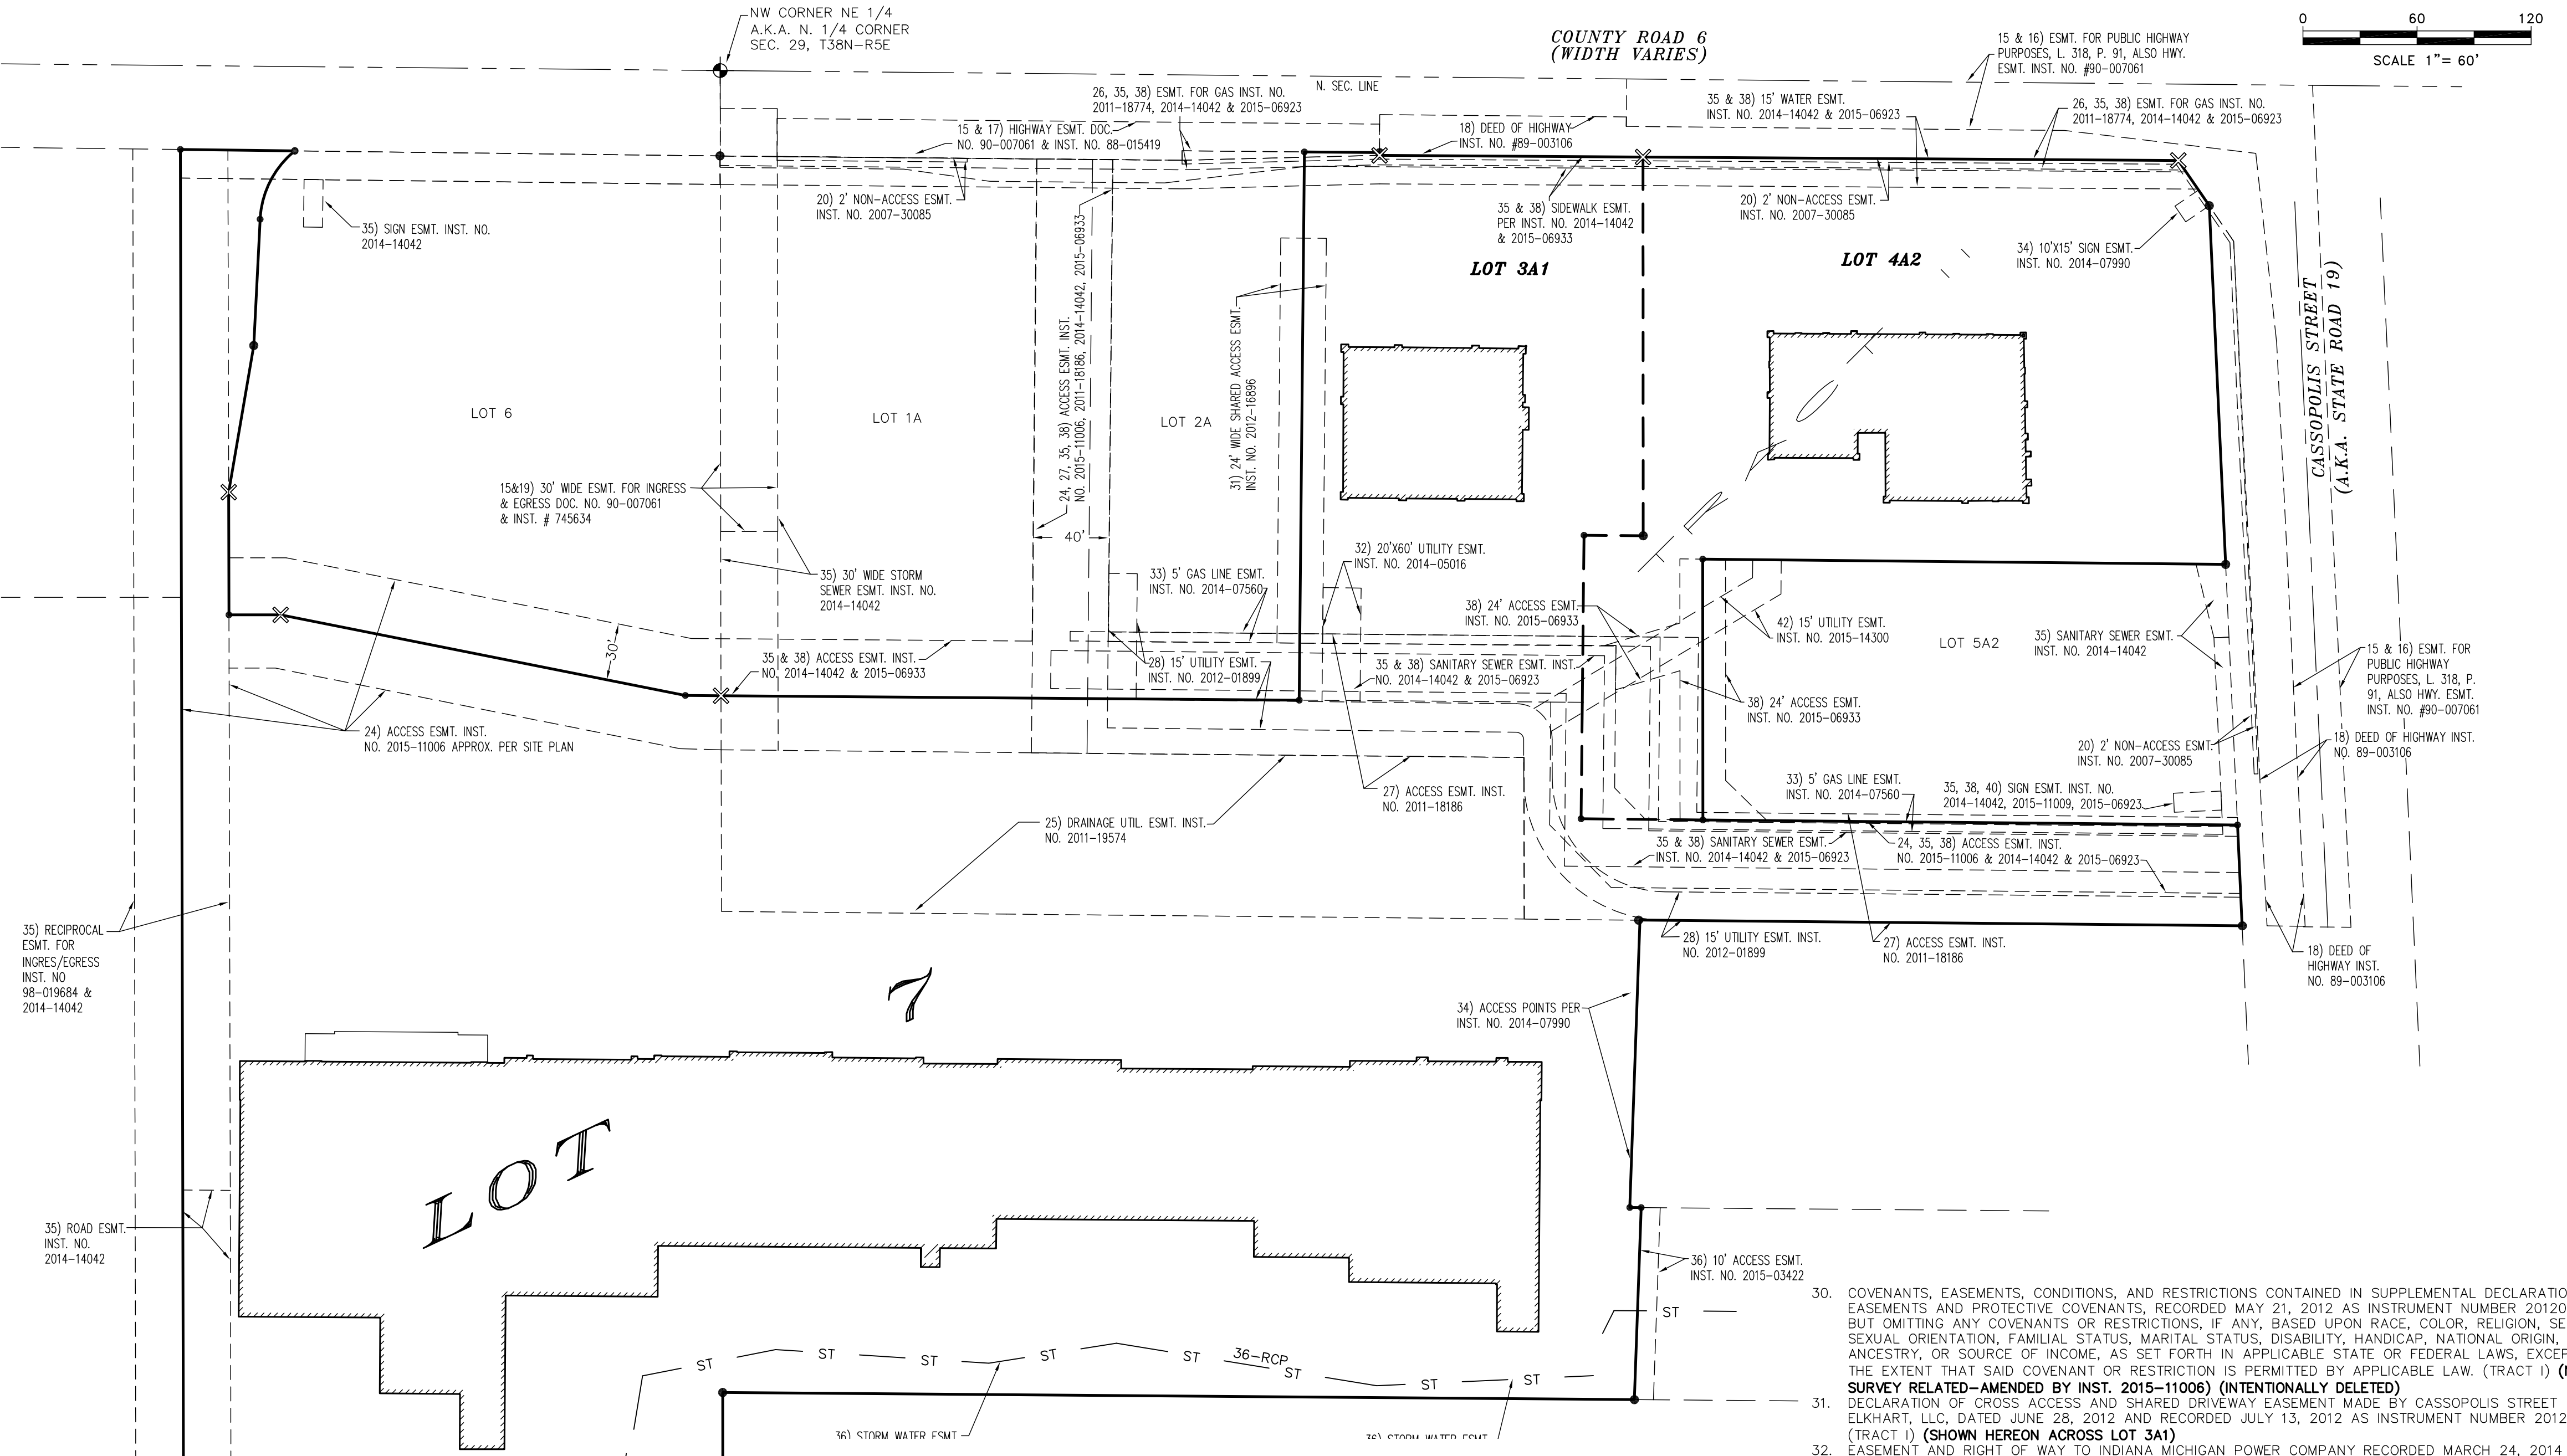 NW CORNER NE 1/4
A.K.A. N. 1/4 CORNER
SEC. 29, T38N-R5E
COUNTY ROAD 6
(WIDTH VARIES)
15 & 16) ESMT. FOR PUBLIC HIGHWAY
PURPOSES, L. 318, P. 91, ALSO HWY.
ESMT. INST. NO. #90-007061
0 60 120
SCALE 1"= 60'
N. SEC. LINE
26, 35, 38) ESMT. FOR GAS INST. NO.
2011-18774, 2014-14042 & 2015-06923
35 & 38) 15' WATER ESMT.
INST. NO. 2014-14042 & 2015-06923
26, 35, 38) ESMT. FOR GAS INST. NO.
2011-18774, 2014-14042 & 2015-06923
15 & 17) HIGHWAY ESMT. DOC.
NO. 90-007061 & INST. NO. 88-015419
18) DEED OF HIGHWAY
INST. NO. #89-003106
20) 2' NON-ACCESS ESMT.
INST. NO. 2007-30085
35 & 38) SIDEWALK ESMT.
PER INST. NO. 2014-14042
& 2015-06933
20) 2' NON-ACCESS ESMT.
INST. NO. 2007-30085
35) SIGN ESMT. INST. NO.
2014-14042
34) 10'X15' SIGN ESMT.
INST. NO. 2014-07990
LOT 3A1
LOT 4A2
CASSOPOLIS STREET
(A.K.A. STATE ROAD 19)
24, 27, 35, 38) ACCESS ESMT. INST.
NO. 2015-11006, 2011-18186, 2014-14042, 2015-06933
31) 24' WIDE SHARED ACCESS ESMT.
INST. NO. 2012-16896
LOT 6
LOT 1A
LOT 2A
15&19) 30' WIDE ESMT. FOR INGRESS
& EGRESS DOC. NO. 90-007061
& INST. # 745634
40'
35) 30' WIDE STORM
SEWER ESMT. INST. NO.
2014-14042
33) 5' GAS LINE ESMT.
INST. NO. 2014-07560
32) 20'X60' UTILITY ESMT.
INST. NO. 2014-05016
38) 24' ACCESS ESMT.
INST. NO. 2015-06933
42) 15' UTILITY ESMT.
INST. NO. 2015-14300
LOT 5A2
35) SANITARY SEWER ESMT.
INST. NO. 2014-14042
15 & 16) ESMT. FOR
PUBLIC HIGHWAY
PURPOSES, L. 318, P.
91, ALSO HWY. ESMT.
INST. NO. #90-007061
30'
35 & 38) ACCESS ESMT. INST.
NO. 2014-14042 & 2015-06933
28) 15' UTILITY ESMT.
INST. NO. 2012-01899
35 & 38) SANITARY SEWER ESMT. INST.
NO. 2014-14042 & 2015-06923
38) 24' ACCESS ESMT.
INST. NO. 2015-06933
24) ACCESS ESMT. INST.
NO. 2015-11006 APPROX. PER SITE PLAN
20) 2' NON-ACCESS ESMT.
INST. NO. 2007-30085
18) DEED OF HIGHWAY INST.
NO. 89-003106
27) ACCESS ESMT. INST.
NO. 2011-18186
33) 5' GAS LINE ESMT.
INST. NO. 2014-07560
35, 38, 40) SIGN ESMT. INST. NO.
2014-14042, 2015-11009, 2015-06923
25) DRAINAGE UTIL. ESMT. INST.
NO. 2011-19574
35 & 38) SANITARY SEWER ESMT.
INST. NO. 2014-14042 & 2015-06923
24, 35, 38) ACCESS ESMT. INST.
NO. 2015-11006 & 2014-14042 & 2015-06923
35) RECIPROCAL
ESMT. FOR
INGRES/EGRESS
INST. NO
98-019684 &
2014-14042
28) 15' UTILITY ESMT. INST.
NO. 2012-01899
27) ACCESS ESMT. INST.
NO. 2011-18186
18) DEED OF
HIGHWAY INST.
NO. 89-003106
34) ACCESS POINTS PER
INST. NO. 2014-07990
LOT 7
35) ROAD ESMT.
INST. NO.
2014-14042
36) 10' ACCESS ESMT.
INST. NO. 2015-03422
ST
ST ST ST ST ST 36-RCP ST ST ST
36) STORM WATER ESMT
36) STORM WATER ESMT
30. COVENANTS, EASEMENTS, CONDITIONS, AND RESTRICTIONS CONTAINED IN SUPPLEMENTAL DECLARATIO
EASEMENTS AND PROTECTIVE COVENANTS, RECORDED MAY 21, 2012 AS INSTRUMENT NUMBER 20120
BUT OMITTING ANY COVENANTS OR RESTRICTIONS, IF ANY, BASED UPON RACE, COLOR, RELIGION, SE
SEXUAL ORIENTATION, FAMILIAL STATUS, MARITAL STATUS, DISABILITY, HANDICAP, NATIONAL ORIGIN,
ANCESTRY, OR SOURCE OF INCOME, AS SET FORTH IN APPLICABLE STATE OR FEDERAL LAWS, EXCEP
THE EXTENT THAT SAID COVENANT OR RESTRICTION IS PERMITTED BY APPLICABLE LAW. (TRACT I) (
SURVEY RELATED-AMENDED BY INST. 2015-11006) (INTENTIONALLY DELETED)
31. DECLARATION OF CROSS ACCESS AND SHARED DRIVEWAY EASEMENT MADE BY CASSOPOLIS STREET
ELKHART, LLC, DATED JUNE 28, 2012 AND RECORDED JULY 13, 2012 AS INSTRUMENT NUMBER 2012
(TRACT I) (SHOWN HEREON ACROSS LOT 3A1)
32. EASEMENT AND RIGHT OF WAY TO INDIANA MICHIGAN POWER COMPANY RECORDED MARCH 24, 2014